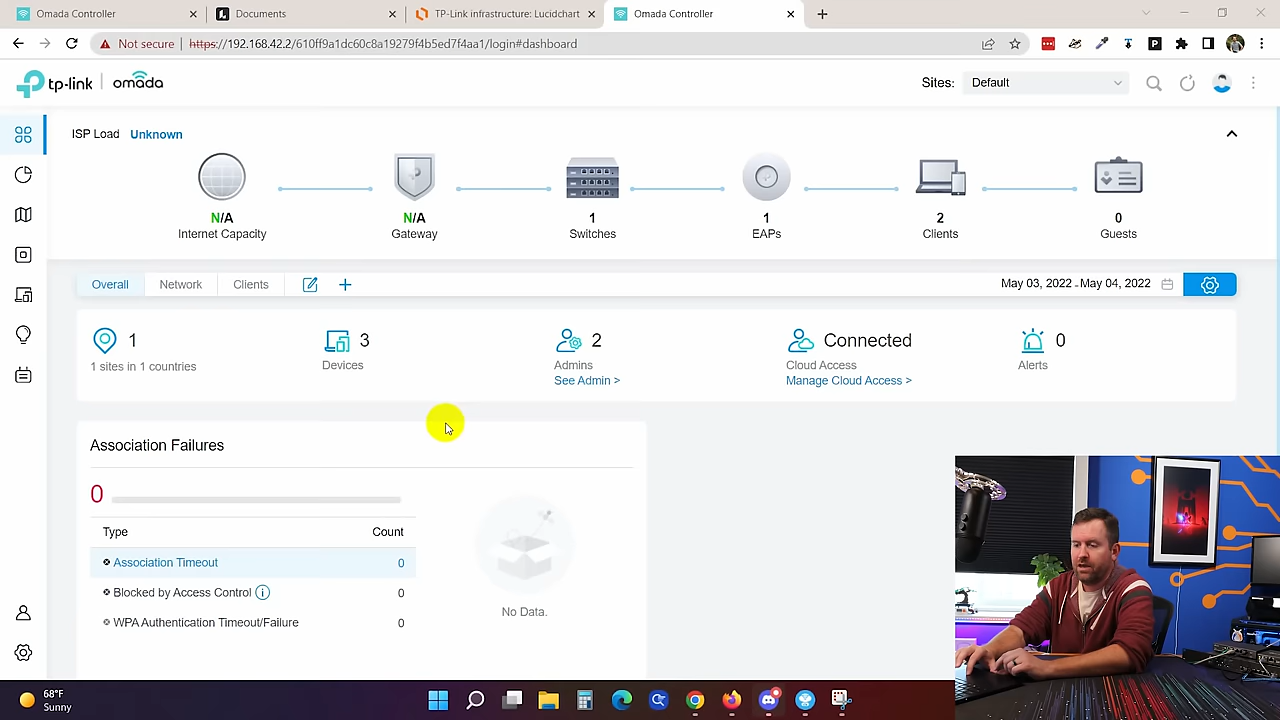 Omada Controller
Documents
TP-Link infrastructure: Lucidchart
Omada Controller
Not secure
https://192.168.42.2/610ff9a1dc60c8a19279f4b5ed7f4aa1/login#dashboard
tp-link
omada
Sites:
Default
ISP Load
Unknown
N/A
Internet Capacity
N/A
Gateway
1
Switches
1
EAPs
2
Clients
0
Guests
Overall
Network
Clients
May 03, 2022 - May 04, 2022
1
1 sites in 1 countries
3
Devices
2
Admins
See Admin >
Connected
Cloud Access
Manage Cloud Access >
0
Alerts
Association Failures
0
Type
Count
Association Timeout
0
Blocked by Access Control
0
WPA Authentication Timeout/Failure
0
No Data.
68°F
Sunny